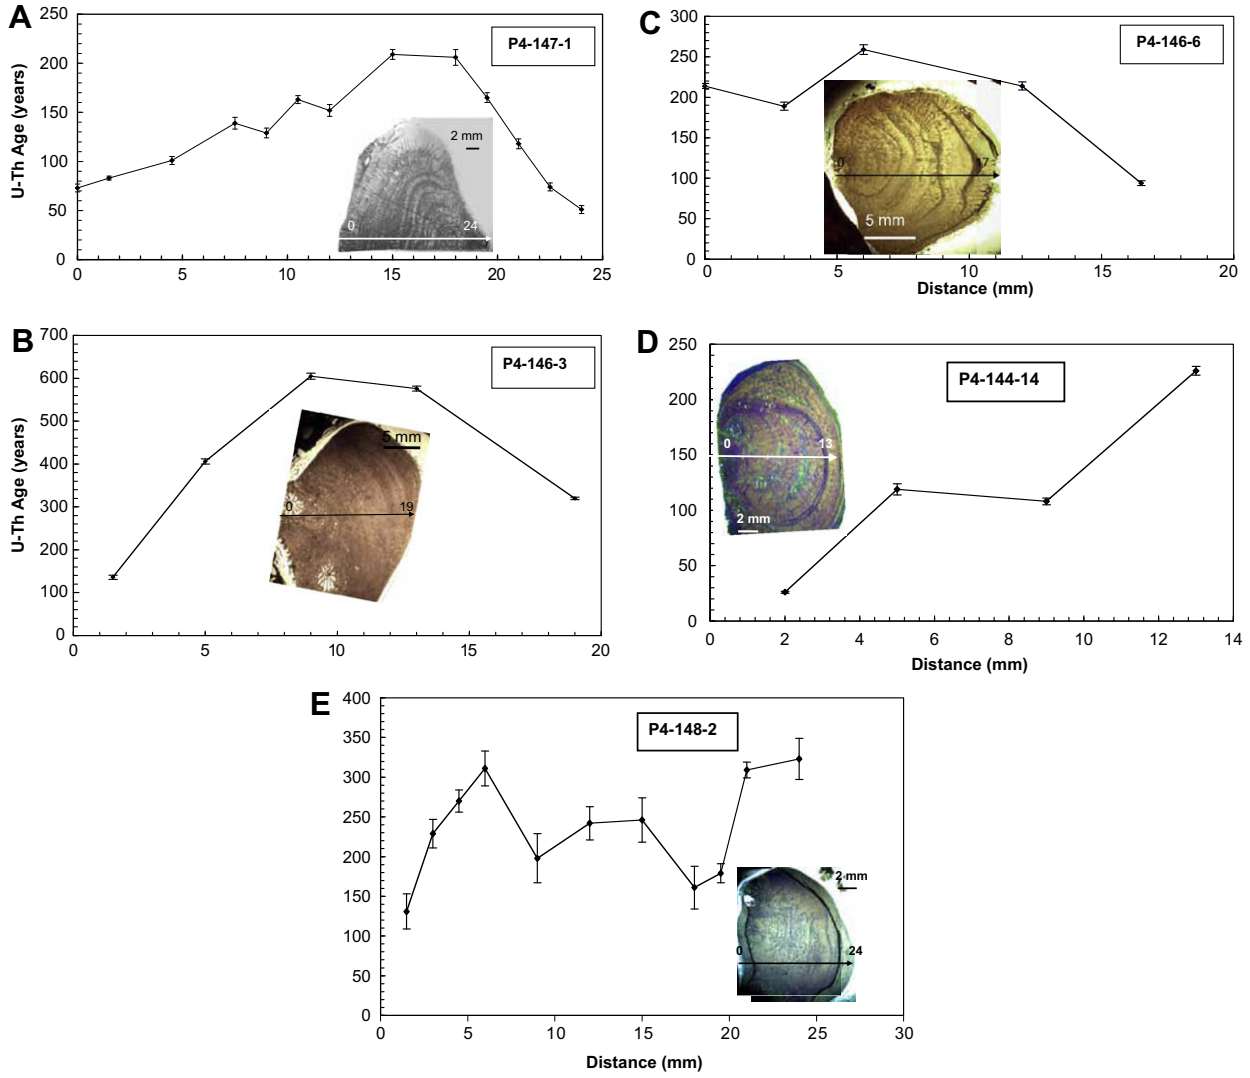 A
P4-147-1
U-Th Age (years)
250
200
150
100
50
0
0 5 10 15 20 25
2 mm
0 24
C
P4-146-6
300
250
200
150
100
50
0
0 5 10 15 20
Distance (mm)
0 17
5 mm
B
P4-146-3
U-Th Age (years)
700
600
500
400
300
200
100
0
0 5 10 15 20
5 mm
0 19
D
P4-144-14
250
200
150
100
50
0
0 2 4 6 8 10 12 14
Distance (mm)
0 13
2 mm
E
P4-148-2
400
350
300
250
200
150
100
50
0
0 5 10 15 20 25 30
Distance (mm)
2 mm
0 24